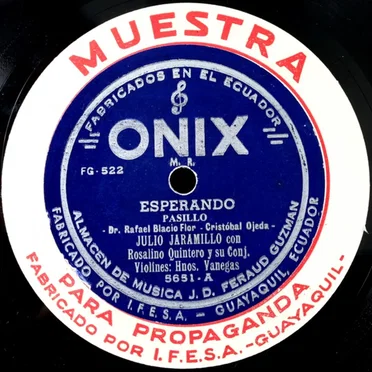 MUESTRA
FABRICADOS EN EL ECUADOR
ONIX
M. R.
FG-522
ESPERANDO
PASILLO
- Dr. Rafael Blacio Flor - Cristóbal Ojeda -
JULIO JARAMILLO con
Rosalino Quintero y su Conj.
Violines: Hnos. Vanegas
5651-A
ALMACEN DE MUSICA J. D. FERAUD GUZMAN
FABRICADO POR I.F.E.S.A. - GUAYAQUIL, ECUADOR
PARA PROPAGANDA
FABRICADO POR I.F.E.S.A. -GUAYAQUIL-